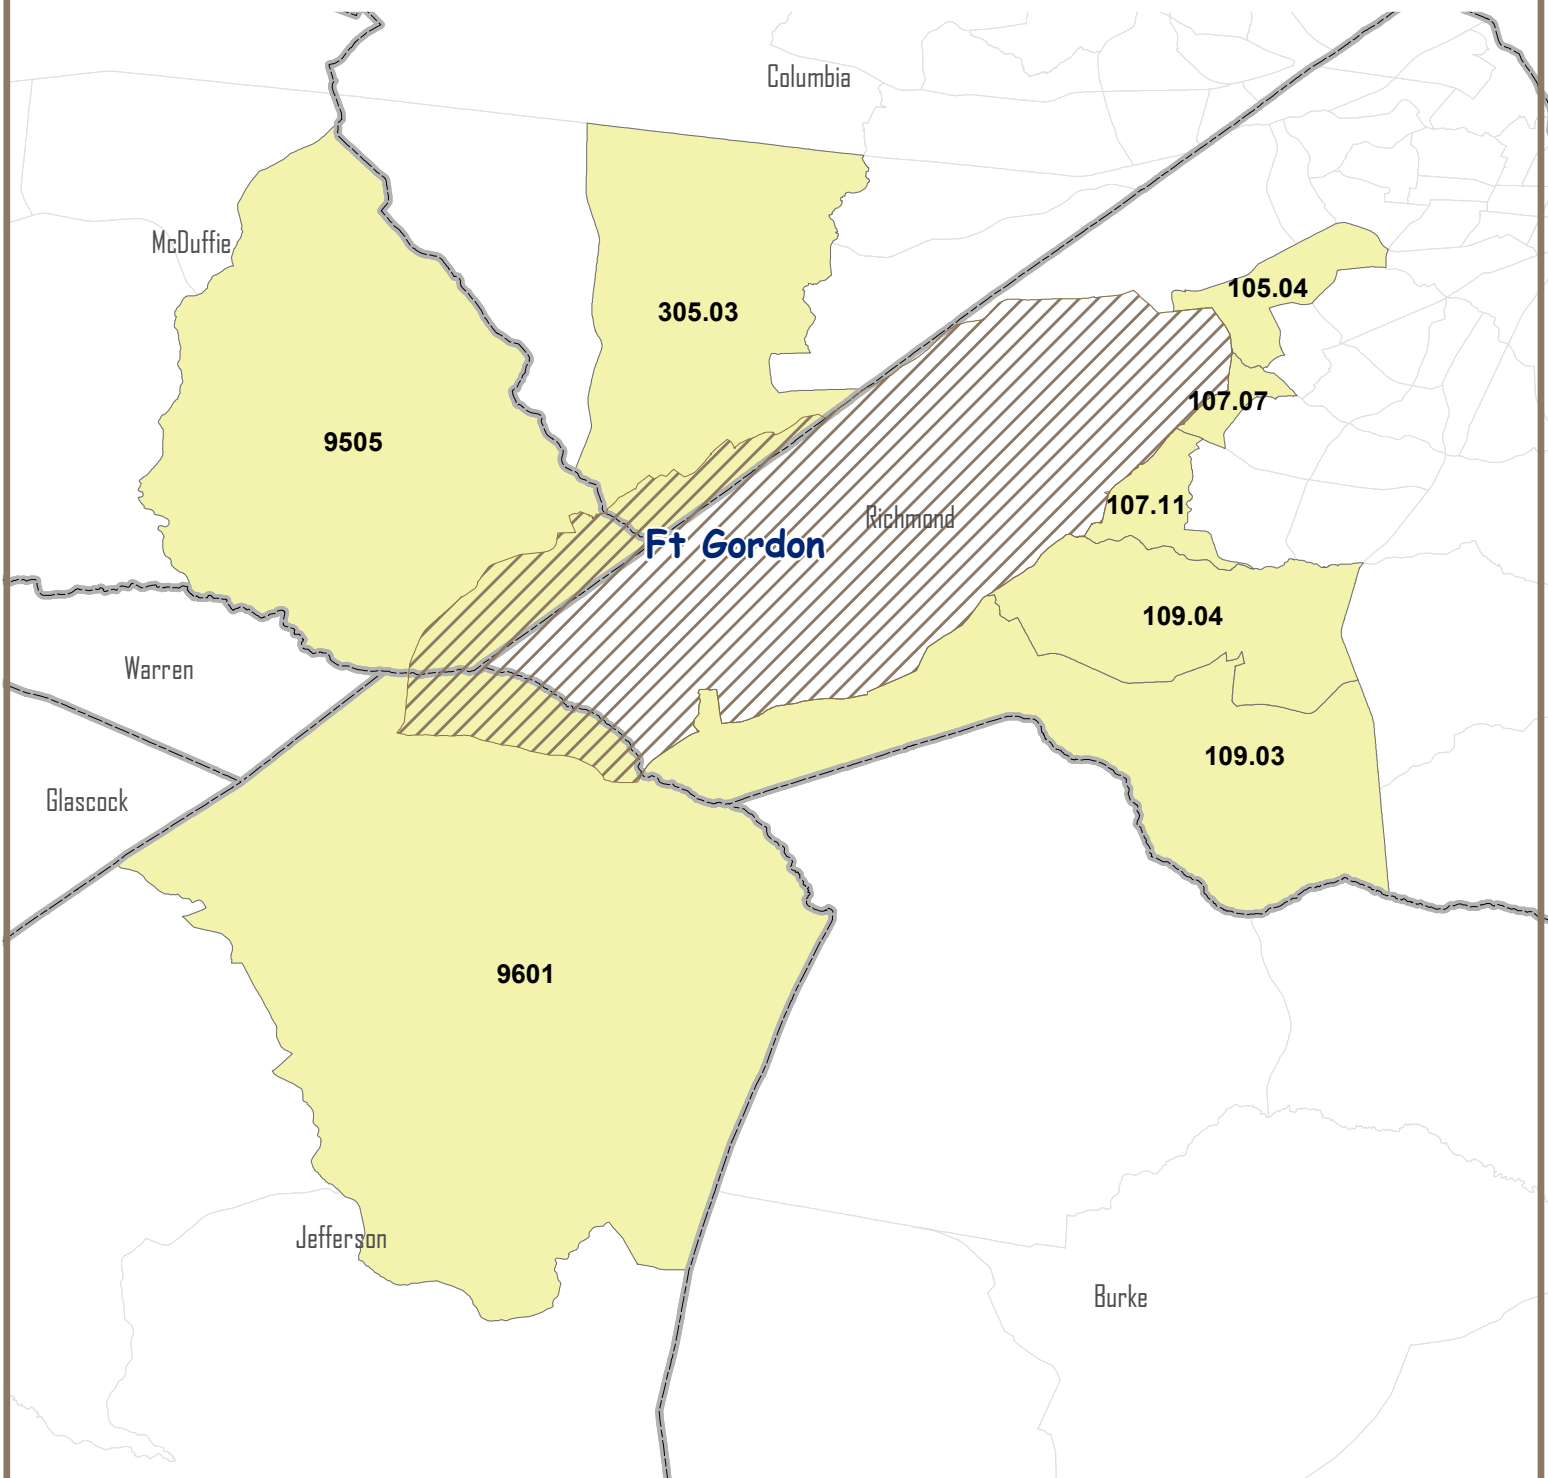 Columbia
McDuffie
105.04
305.03
107.07
9505
107.11
Richmond
Ft Gordon
109.04
Warren
109.03
Glascock
9601
Jefferson
Burke